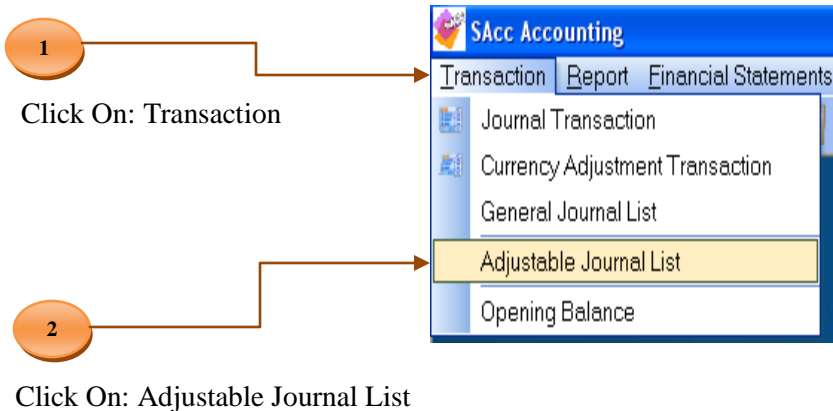 1
Click On: Transaction
SAcc Accounting
Transaction Report Financial Statements
Journal Transaction
Currency Adjustment Transaction
General Journal List
Adjustable Journal List
Opening Balance
2
Click On: Adjustable Journal List